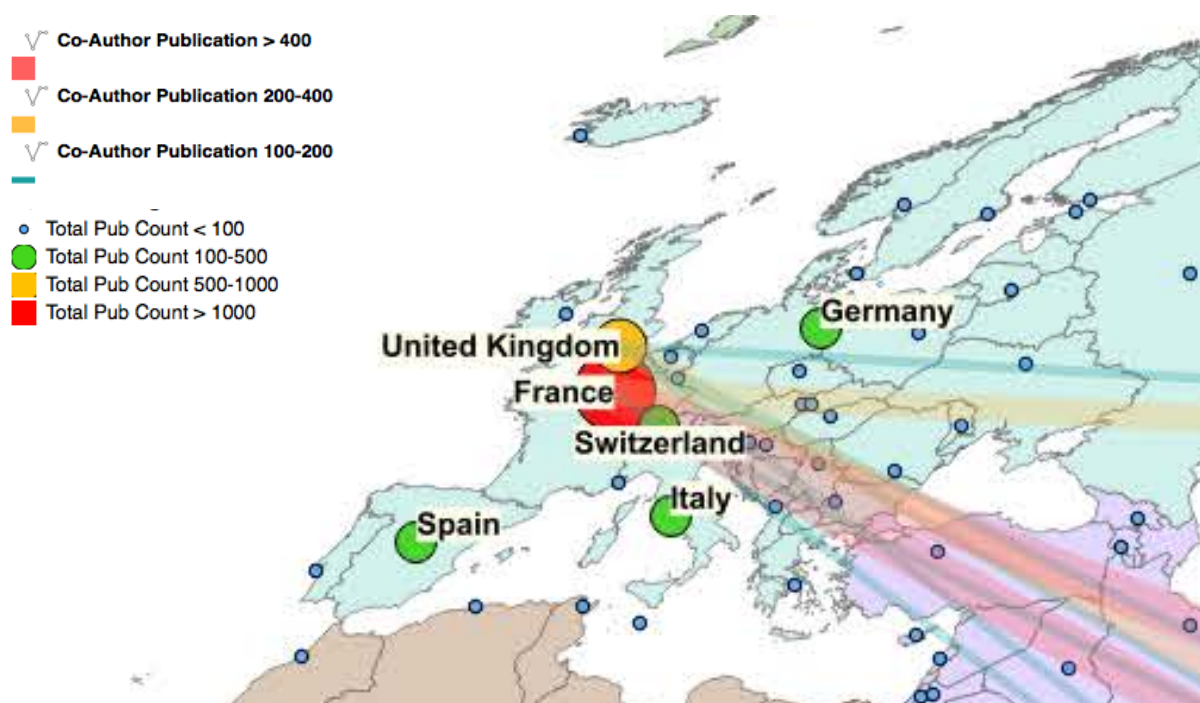 Co-Author Publication > 400
Co-Author Publication 200-400
Co-Author Publication 100-200
Total Pub Count < 100
Total Pub Count 100-500
Total Pub Count 500-1000
Total Pub Count > 1000
Germany
United Kingdom
France
Switzerland
Italy
Spain